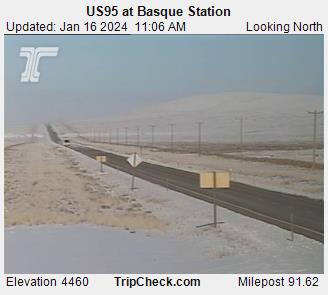 US95 at Basque Station
Updated: Jan 16 2024 11:06 AM Looking North
Elevation 4460 TripCheck.com Milepost 91.62